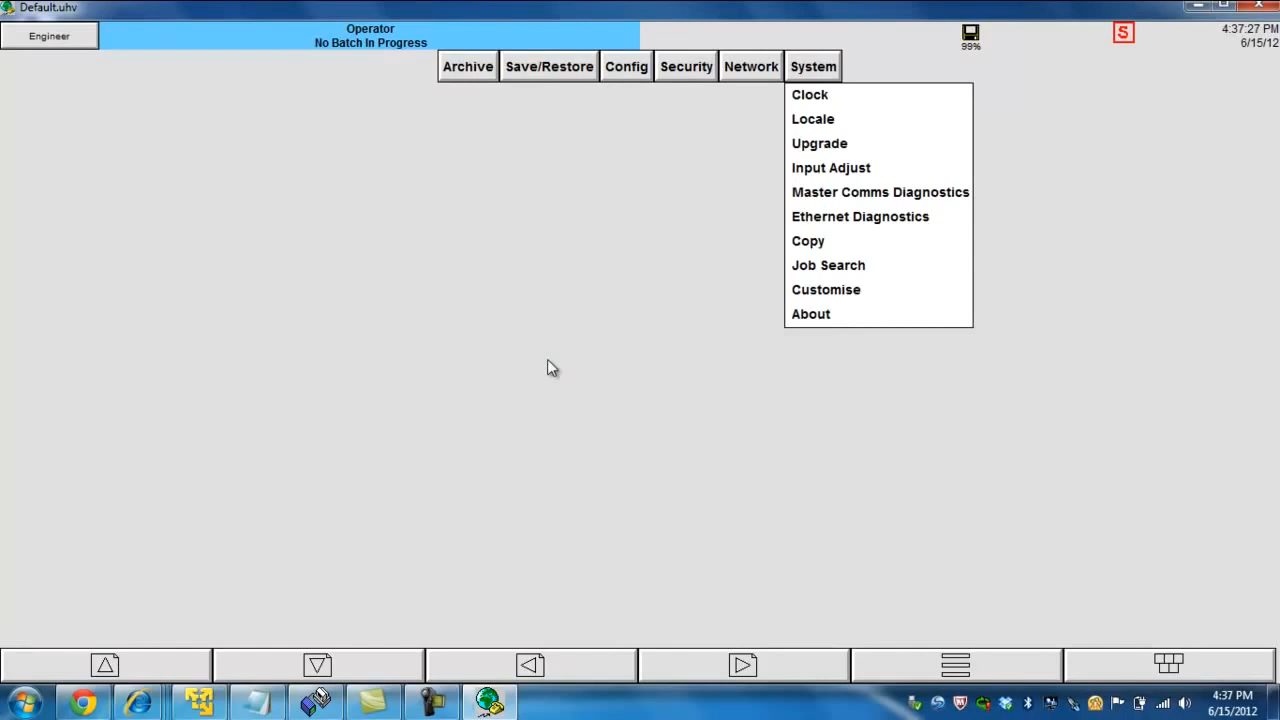 Default.uhv
Engineer
Operator
No Batch In Progress
99%
S
4:37:27 PM
6/15/12
Archive
Save/Restore
Config
Security
Network
System
Clock
Locale
Upgrade
Input Adjust
Master Comms Diagnostics
Ethernet Diagnostics
Copy
Job Search
Customise
About
4:37 PM
6/15/2012